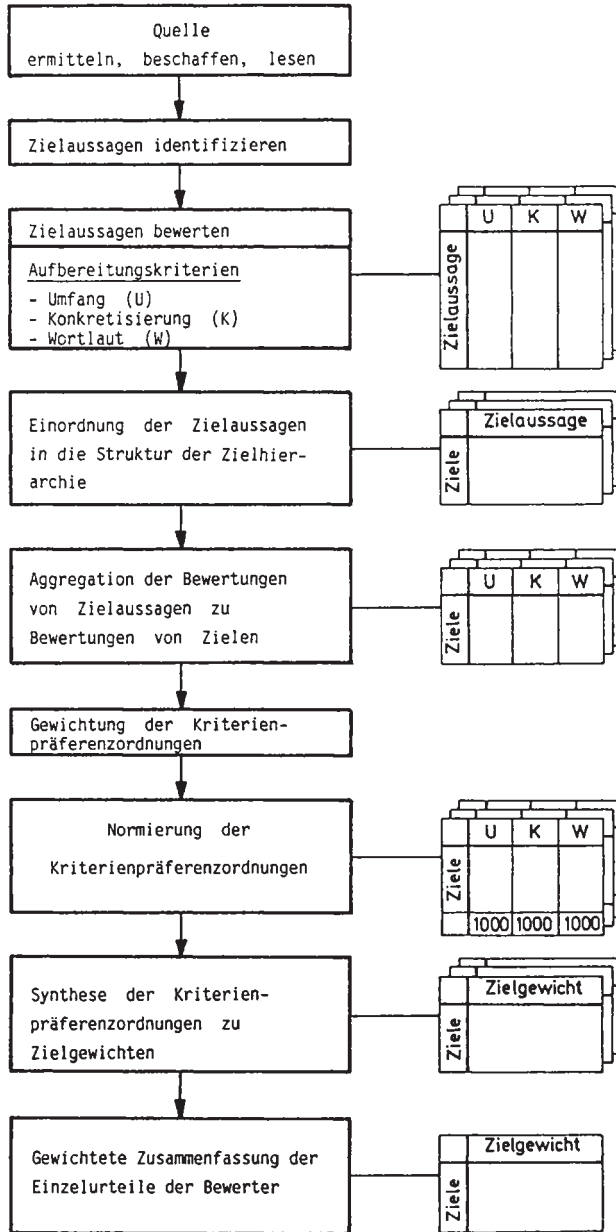 Quelle
ermitteln, beschaffen, lesen
Zielaussagen identifizieren
Zielaussagen bewerten
Aufbereitungskriterien
- Umfang (U)
- Konkretisierung (K)
- Wortlaut (W)
U K W
Zielaussage
Einordnung der Zielaussagen
in die Struktur der Zielhier-
archie
Zielaussage
Ziele
Aggregation der Bewertungen
von Zielaussagen zu
Bewertungen von Zielen
U K W
Ziele
Gewichtung der Kriterien-
präferenzordnungen
Normierung der
Kriterienpräferenzordnungen
U K W
Ziele
1000 1000 1000
Synthese der Kriterien-
präferenzordnungen zu
Zielgewichten
Zielgewicht
Ziele
Gewichtete Zusammenfassung der
Einzelurteile der Bewerter
Zielgewicht
Ziele